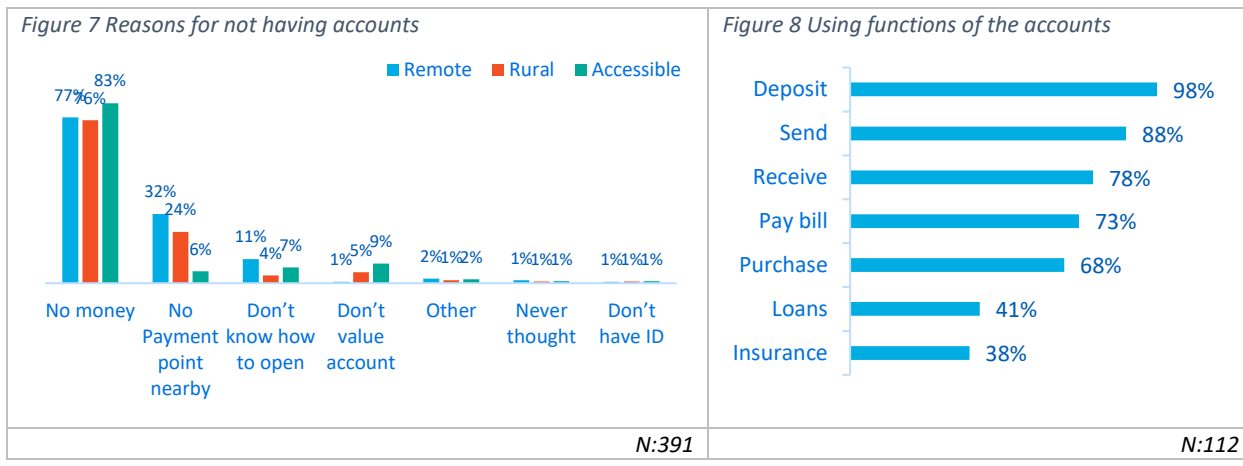 Figure 7 Reasons for not having accounts
Remote Rural Accessible
77% 76% 83%
32% 24% 6%
11% 4% 7%
1% 5% 9%
2% 1% 2%
1% 1% 1%
1% 1% 1%
No money
No
Payment
point
nearby
Don't
know how
to open
Don't
value
account
Other
Never
thought
Don't
have ID
N:391
Figure 8 Using functions of the accounts
Deposit 98%
Send 88%
Receive 78%
Pay bill 73%
Purchase 68%
Loans 41%
Insurance 38%
N:112